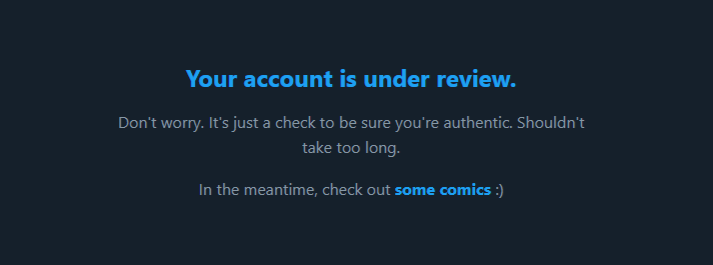 Your account is under review.
Don't worry. It's just a check to be sure you're authentic. Shouldn't
take too long.
In the meantime, check out some comics :)